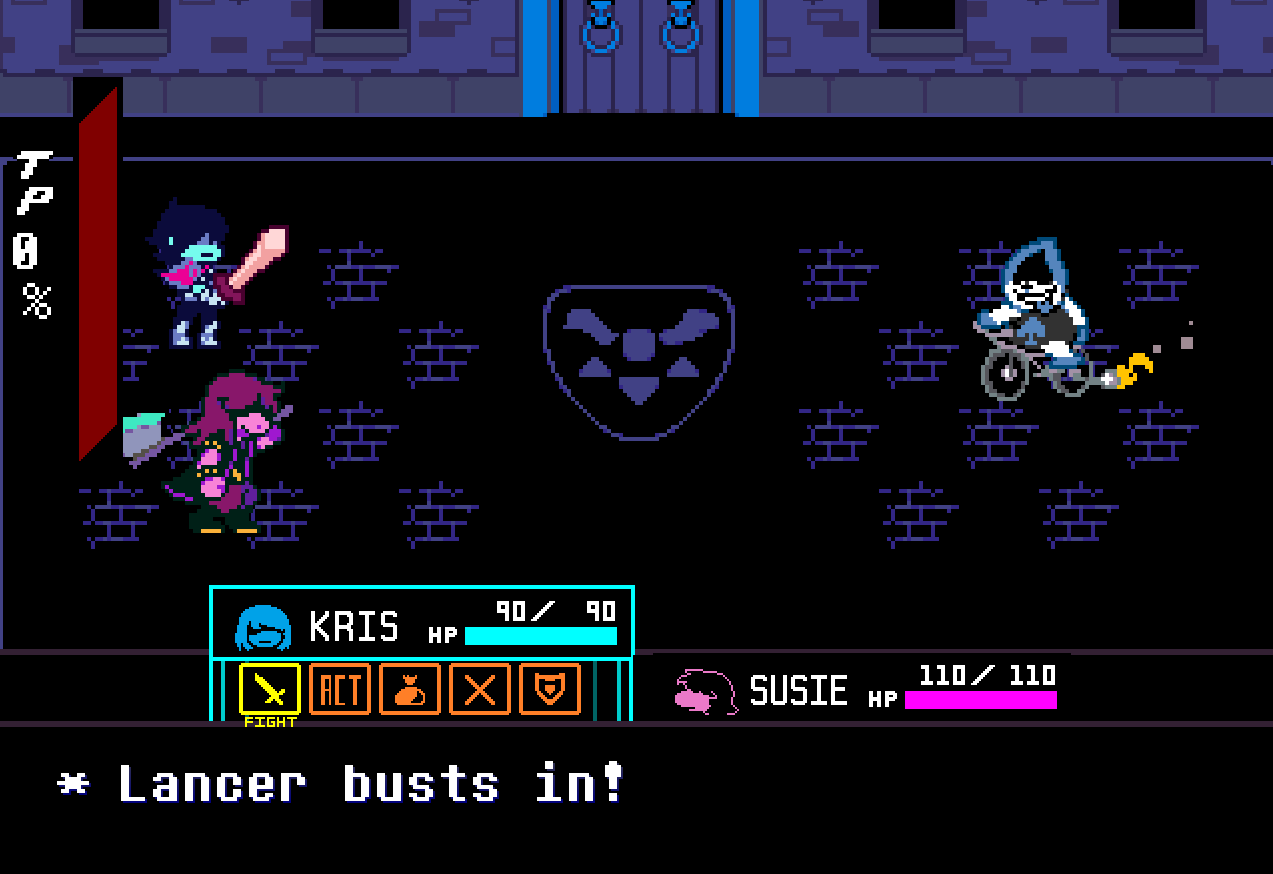 TP
0
%
KRIS HP 90/ 90
ACT
FIGHT
SUSIE HP 110/ 110
* Lancer busts in!